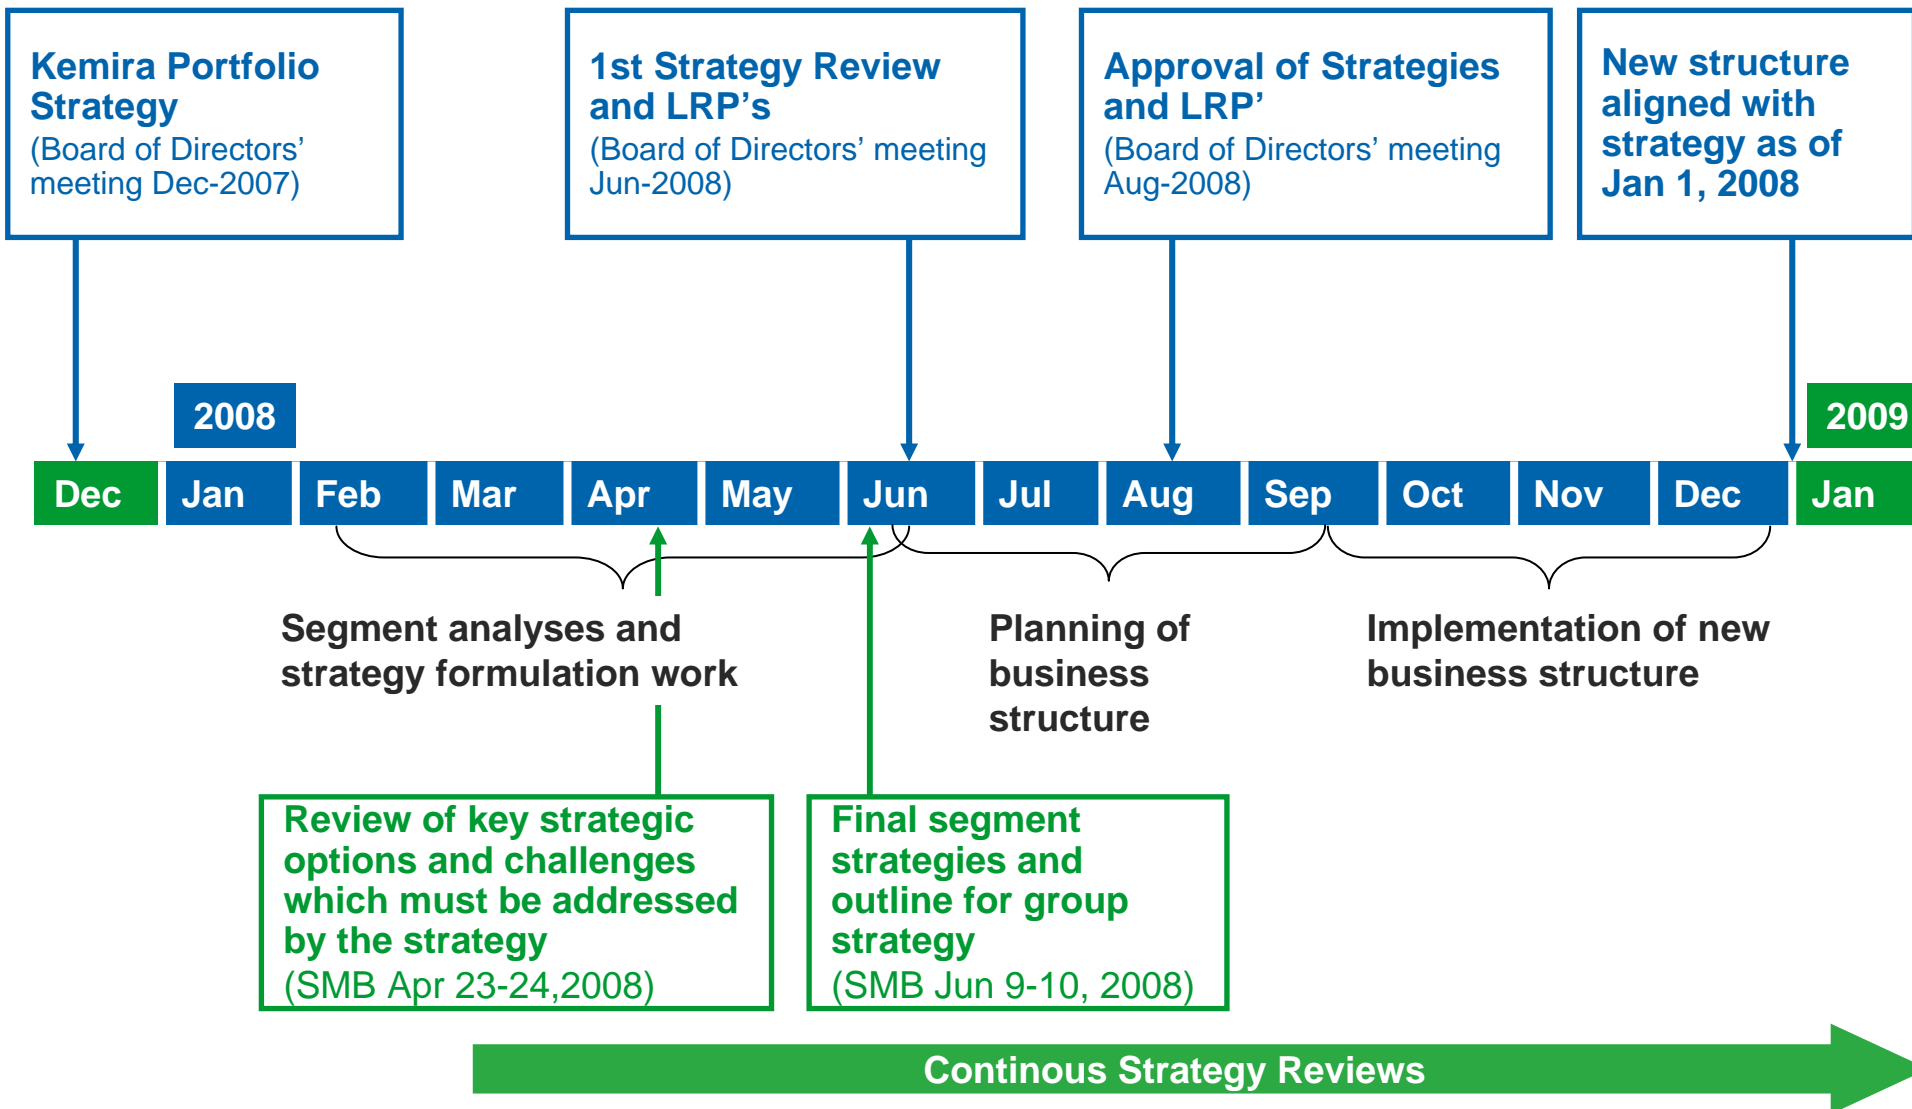 Kemira Portfolio
Strategy
(Board of Directors’
meeting Dec-2007)
1st Strategy Review
and LRP’s
(Board of Directors’ meeting
Jun-2008)
Approval of Strategies
and LRP’
(Board of Directors’ meeting
Aug-2008)
New structure
aligned with
strategy as of
Jan 1, 2008
2008
2009
Dec
Jan
Feb
Mar
Apr
May
Jun
Jul
Aug
Sep
Oct
Nov
Dec
Jan
Segment analyses and
strategy formulation work
Planning of
business
structure
Implementation of new
business structure
Review of key strategic
options and challenges
which must be addressed
by the strategy
(SMB Apr 23-24,2008)
Final segment
strategies and
outline for group
strategy
(SMB Jun 9-10, 2008)
Continous Strategy Reviews